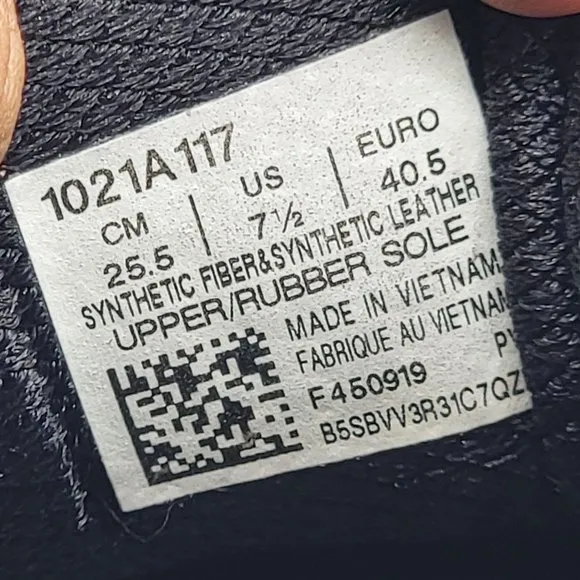 1021A117
CM US EURO
25.5 7½ 40.5
SYNTHETIC FIBER&SYNTHETIC LEATHER
UPPER/RUBBER SOLE
MADE IN VIETNAM
FABRIQUE AU VIETNAM
F450919
B5SBVV3R31C7QZ